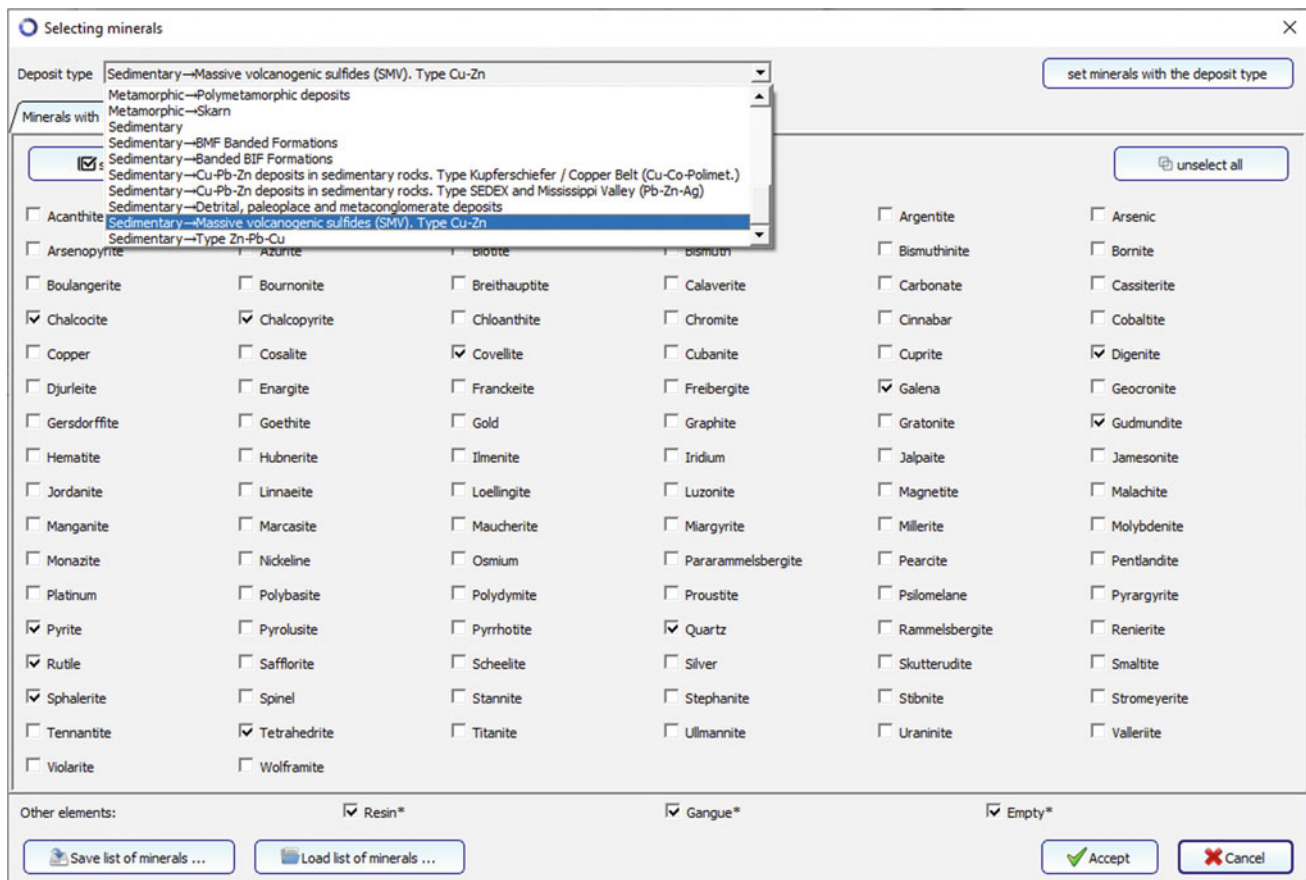 Selecting minerals
Deposit type Sedimentary→Massive volcanogenic sulfides (SMV). Type Cu-Zn set minerals with the deposit type
Metamorphic→Polymetamorphic deposits
Metamorphic→Skarn
Minerals with
Sedimentary
Sedimentary→BMF Banded Formations
Sedimentary→Banded BIF Formations
Sedimentary→Cu-Pb-Zn deposits in sedimentary rocks. Type Kupferschiefer / Copper Belt (Cu-Co-Polimet.)
Sedimentary→Cu-Pb-Zn deposits in sedimentary rocks. Type SEDEX and Mississippi Valley (Pb-Zn-Ag)
Sedimentary→Detrital, paleoplace and metaconglomerate deposits
Sedimentary→Massive volcanogenic sulfides (SMV). Type Cu-Zn
Sedimentary→Type Zn-Pb-Cu
unselect all
Acanthite Argentite Arsenic
Arsenopyrite Azurite Biotite Bismuth Bismuthinite Bornite
Boulangerite Bournonite Breithauptite Calaverite Carbonate Cassiterite
Chalcocite Chalcopyrite Chloanthite Chromite Cinnabar Cobaltite
Copper Cosalite Covellite Cubanite Cuprite Digenite
Djurleite Enargite Franckeite Freibergite Galena Geocronite
Gersdorffite Goethite Gold Graphite Gratonite Gudmundite
Hematite Hubnerite Ilmenite Iridium Jalpaite Jamesonite
Jordanite Linnaeite Loellingite Luzonite Magnetite Malachite
Manganite Marcasite Maucherite Miargyrite Millerite Molybdenite
Monazite Nickeline Osmium Pararammelsbergite Pearcite Pentlandite
Platinum Polybasite Polydymite Proustite Psilomelane Pyrargyrite
Pyrite Pyrolusite Pyrrhotite Quartz Rammelsbergite Renierite
Rutile Safflorite Scheelite Silver Skutterudite Smaltite
Sphalerite Spinel Stannite Stephanite Stibnite Stromeyerite
Tennantite Tetrahedrite Titanite Ullmannite Uraninite Valleriite
Violarite Wolframite
Other elements: Resin* Gangue* Empty*
Save list of minerals ... Load list of minerals ... Accept Cancel